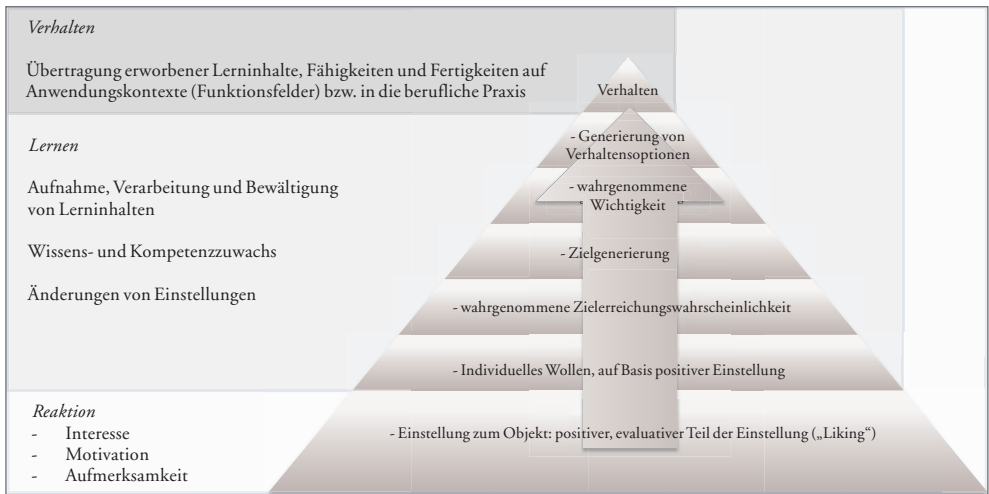 Verhalten
Übertragung erworbener Lerninhalte, Fähigkeiten und Fertigkeiten auf
Anwendungskontexte (Funktionsfelder) bzw. in die berufliche Praxis
Lernen
Aufnahme, Verarbeitung und Bewältigung
von Lerninhalten
Wissens- und Kompetenzzuwachs
Änderungen von Einstellungen
Reaktion
- Interesse
- Motivation
- Aufmerksamkeit
Verhalten
- Generierung von
Verhaltensoptionen
- wahrgenommene
Wichtigkeit
- Zielgenerierung
- wahrgenommene Zielerreichungswahrscheinlichkeit
- Individuelles Wollen, auf Basis positiver Einstellung
- Einstellung zum Objekt: positiver, evaluativer Teil der Einstellung („Liking“)